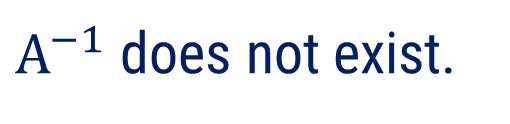 A⁻¹ does not exist.